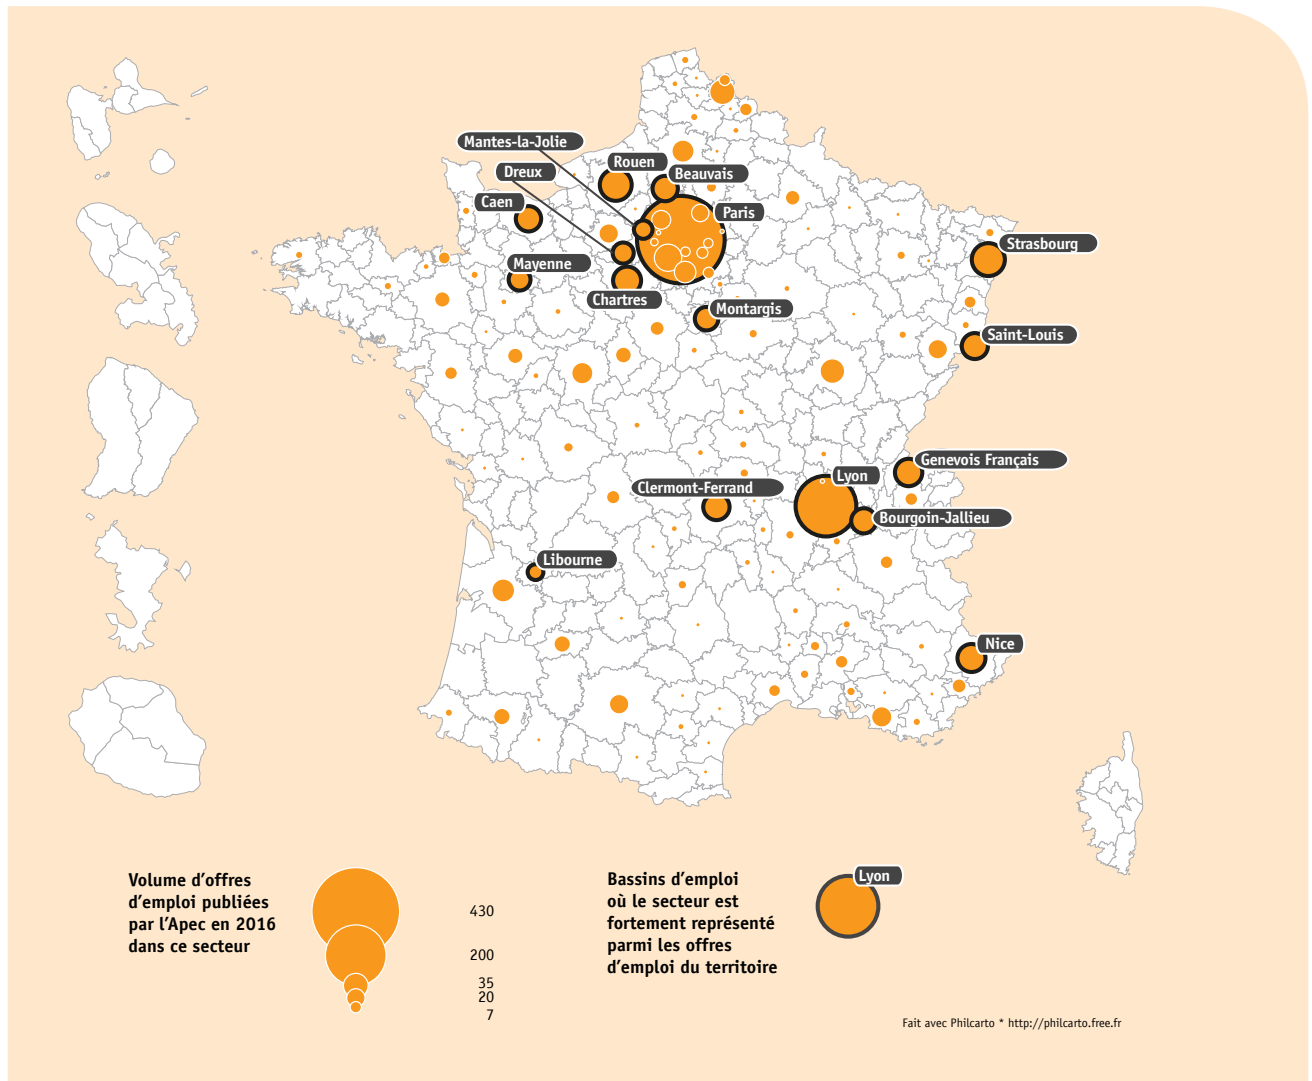 Mantes-la-Jolie
Dreux
Rouen
Beauvais
Caen
Paris
Strasbourg
Mayenne
Chartres
Montargis
Saint-Louis
Genevois Français
Lyon
Clermont-Ferrand
Bourgoin-Jallieu
Libourne
Nice
Volume d'offres
d'emploi publiées
par l'Apec en 2016
dans ce secteur
430
200
35
20
7
Bassins d'emploi
où le secteur est
fortement représenté
parmi les offres
d'emploi du territoire
Lyon
Fait avec Philcarto * http://philcarto.free.fr